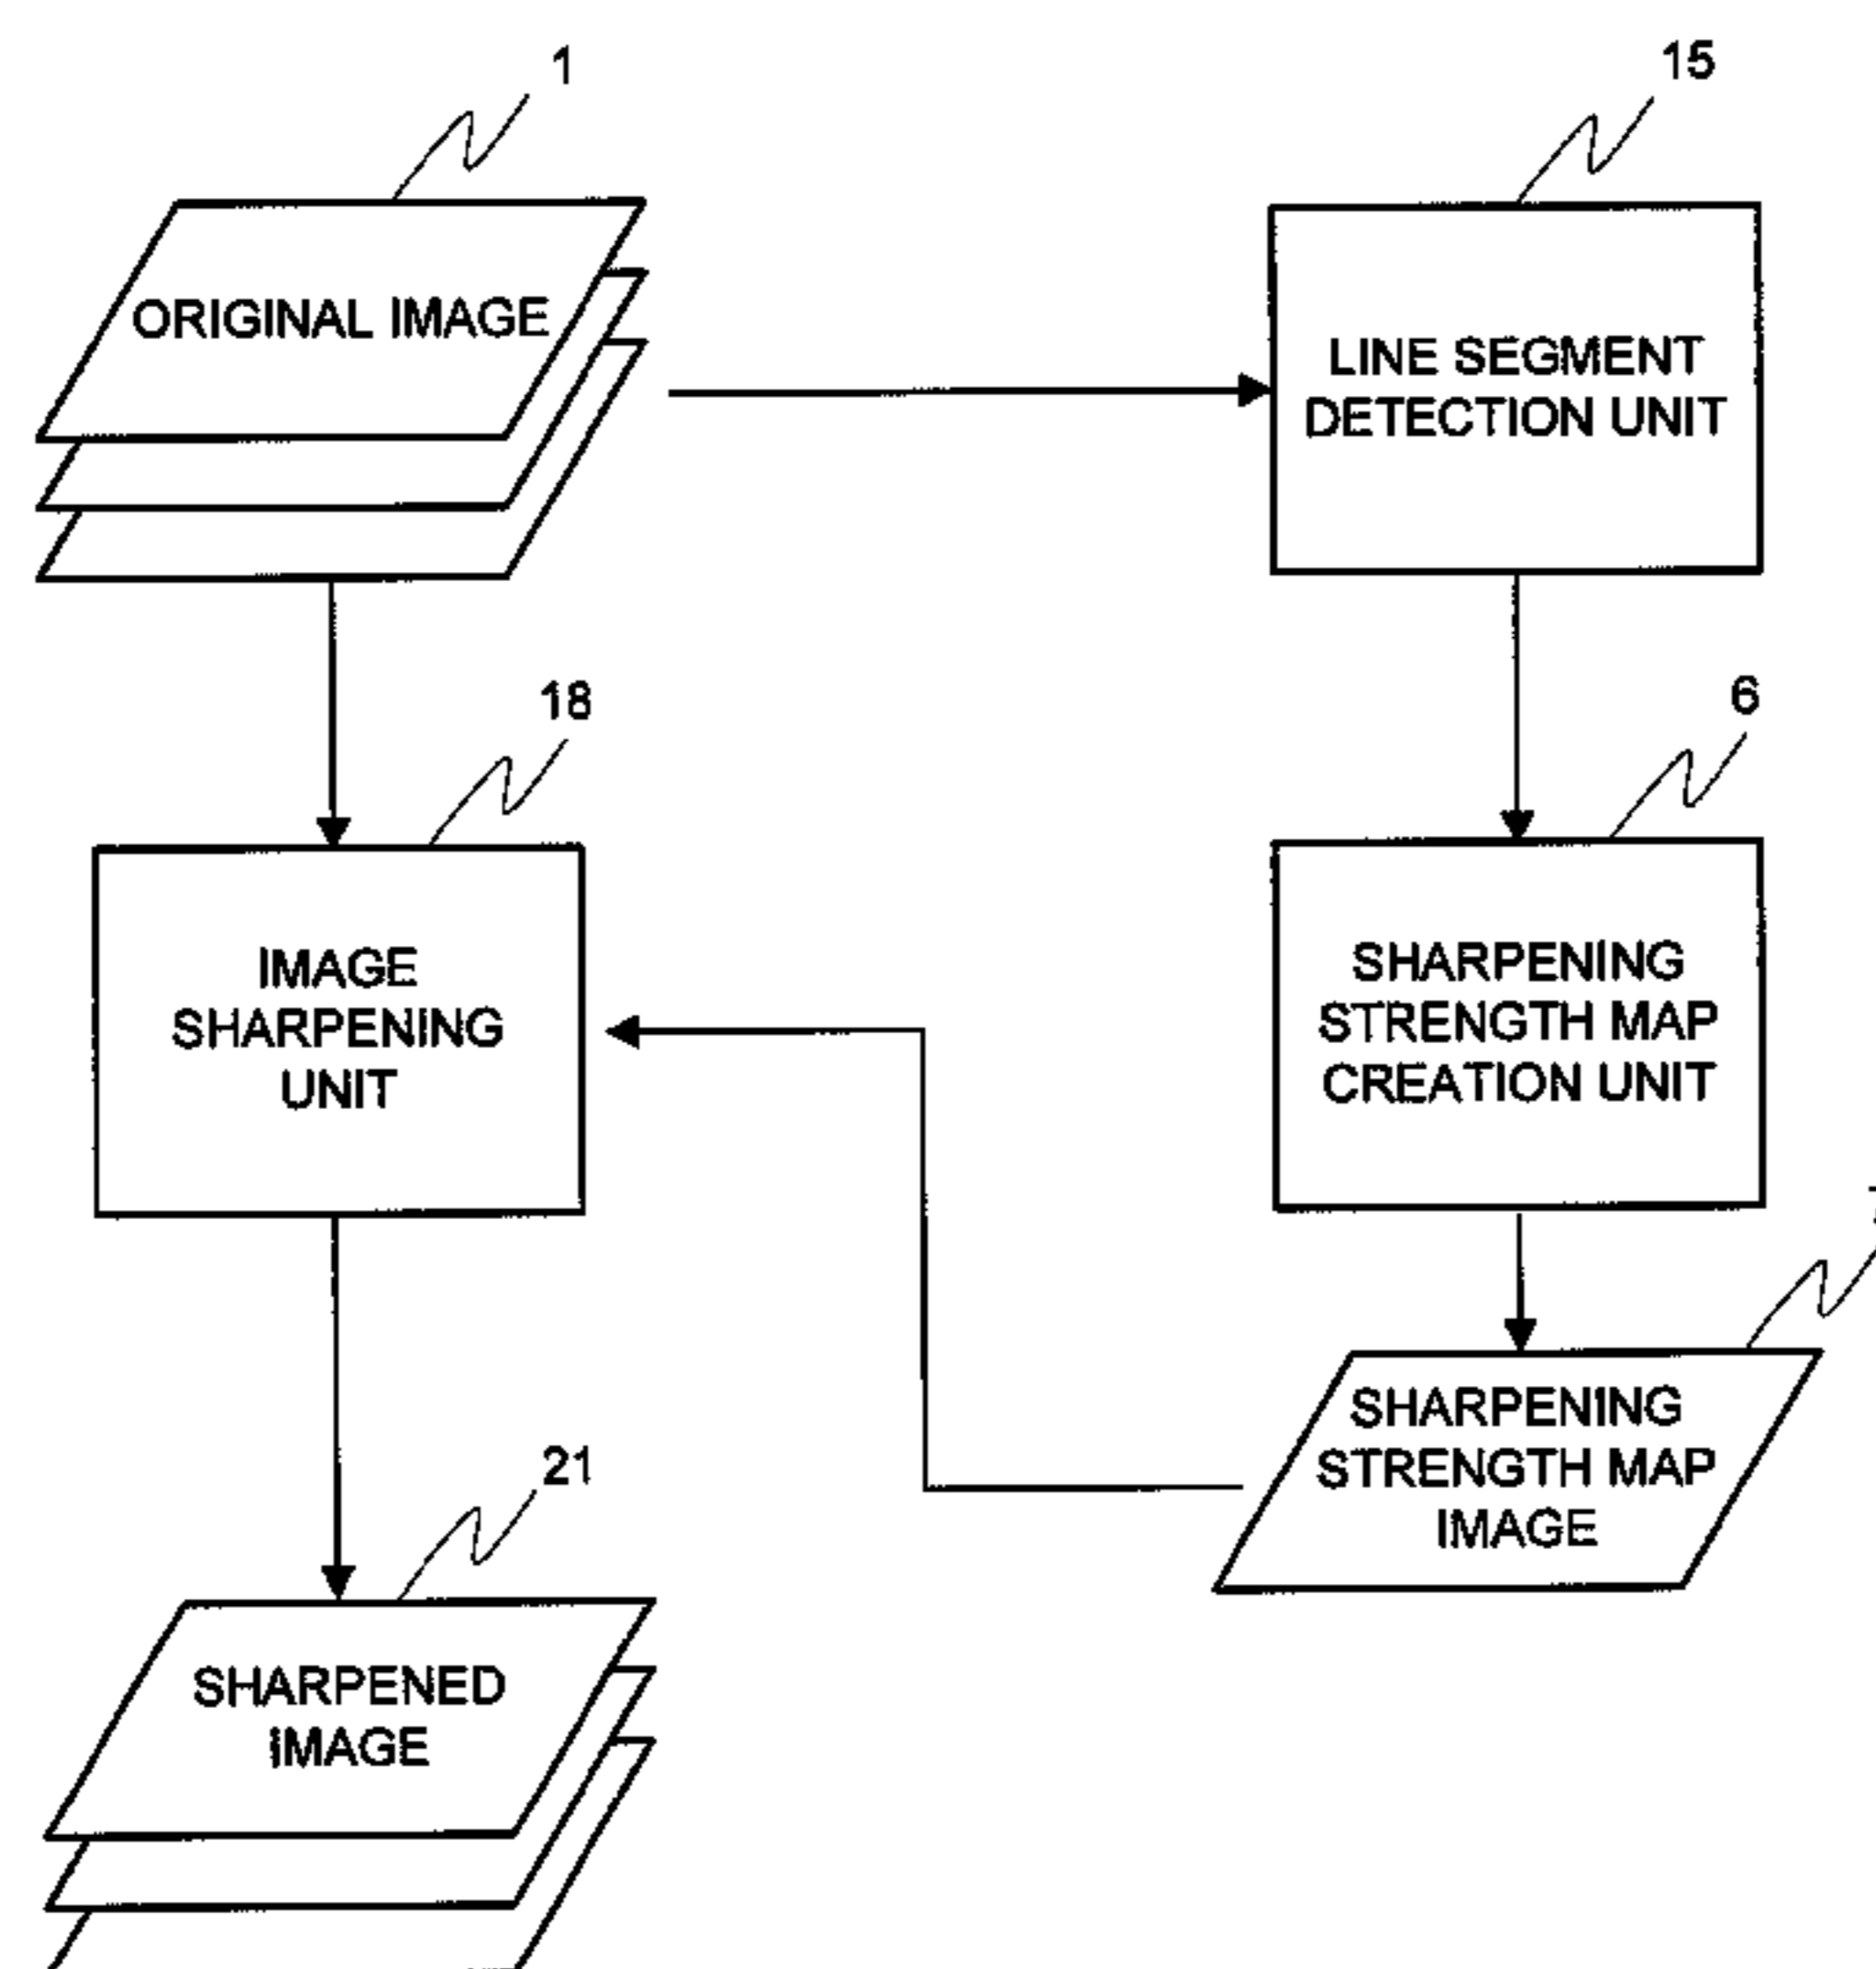 1
15
ORIGINAL IMAGE
LINE SEGMENT
DETECTION UNIT
18
6
IMAGE
SHARPENING
UNIT
SHARPENING
STRENGTH MAP
CREATION UNIT
SHARPENING
STRENGTH MAP
IMAGE
21
SHARPENED
IMAGE